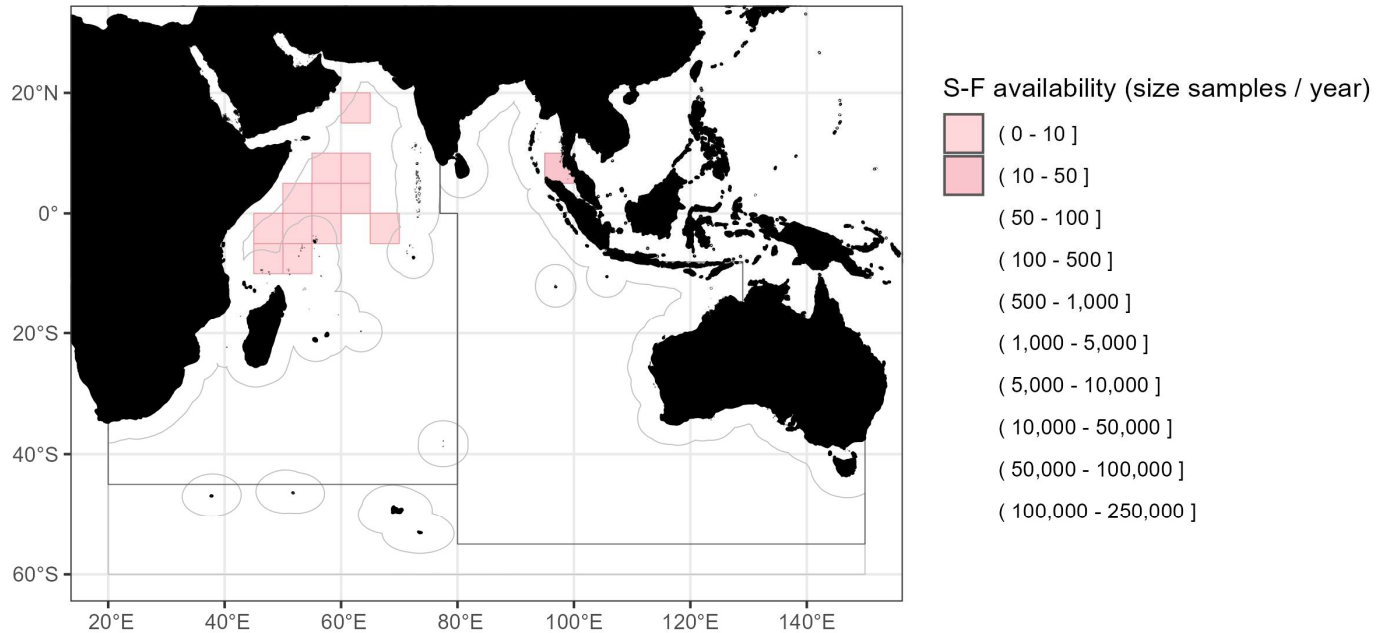 S-F availability (size samples / year)
( 0 - 10 ]
( 10 - 50 ]
( 50 - 100 ]
( 100 - 500 ]
( 500 - 1,000 ]
( 1,000 - 5,000 ]
( 5,000 - 10,000 ]
( 10,000 - 50,000 ]
( 50,000 - 100,000 ]
( 100,000 - 250,000 ]
20°N
0°
20°S
40°S
60°S
20°E 40°E 60°E 80°E 100°E 120°E 140°E